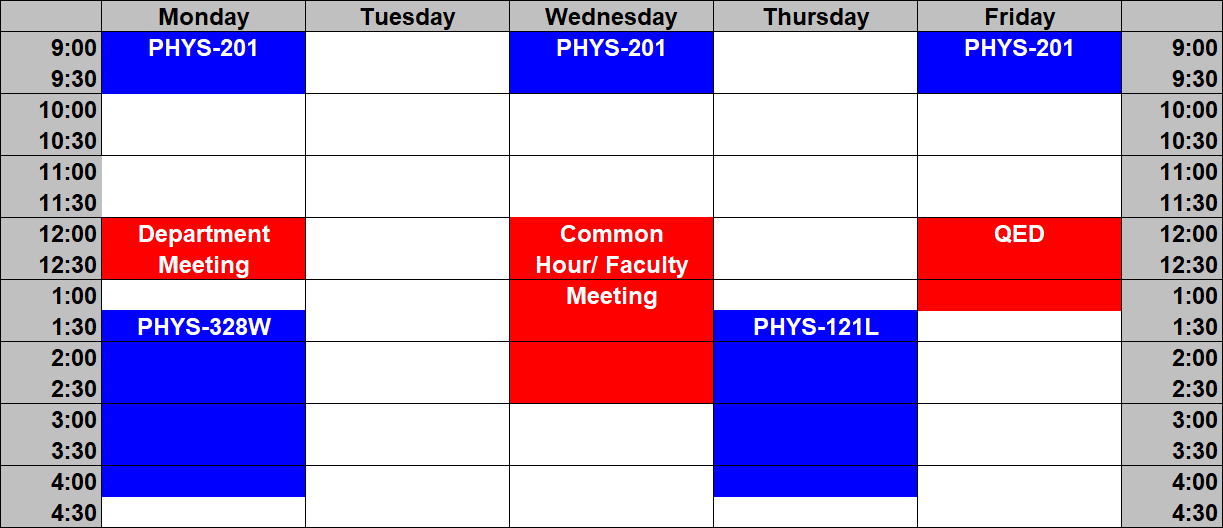 Monday Tuesday Wednesday Thursday Friday
9:00 PHYS-201 PHYS-201 PHYS-201 9:00
9:30 9:30
10:00 10:00
10:30 10:30
11:00 11:00
11:30 11:30
12:00 Department Common QED 12:00
12:30 Meeting Hour/ Faculty 12:30
1:00 Meeting 1:00
1:30 PHYS-328W PHYS-121L 1:30
2:00 2:00
2:30 2:30
3:00 3:00
3:30 3:30
4:00 4:00
4:30 4:30